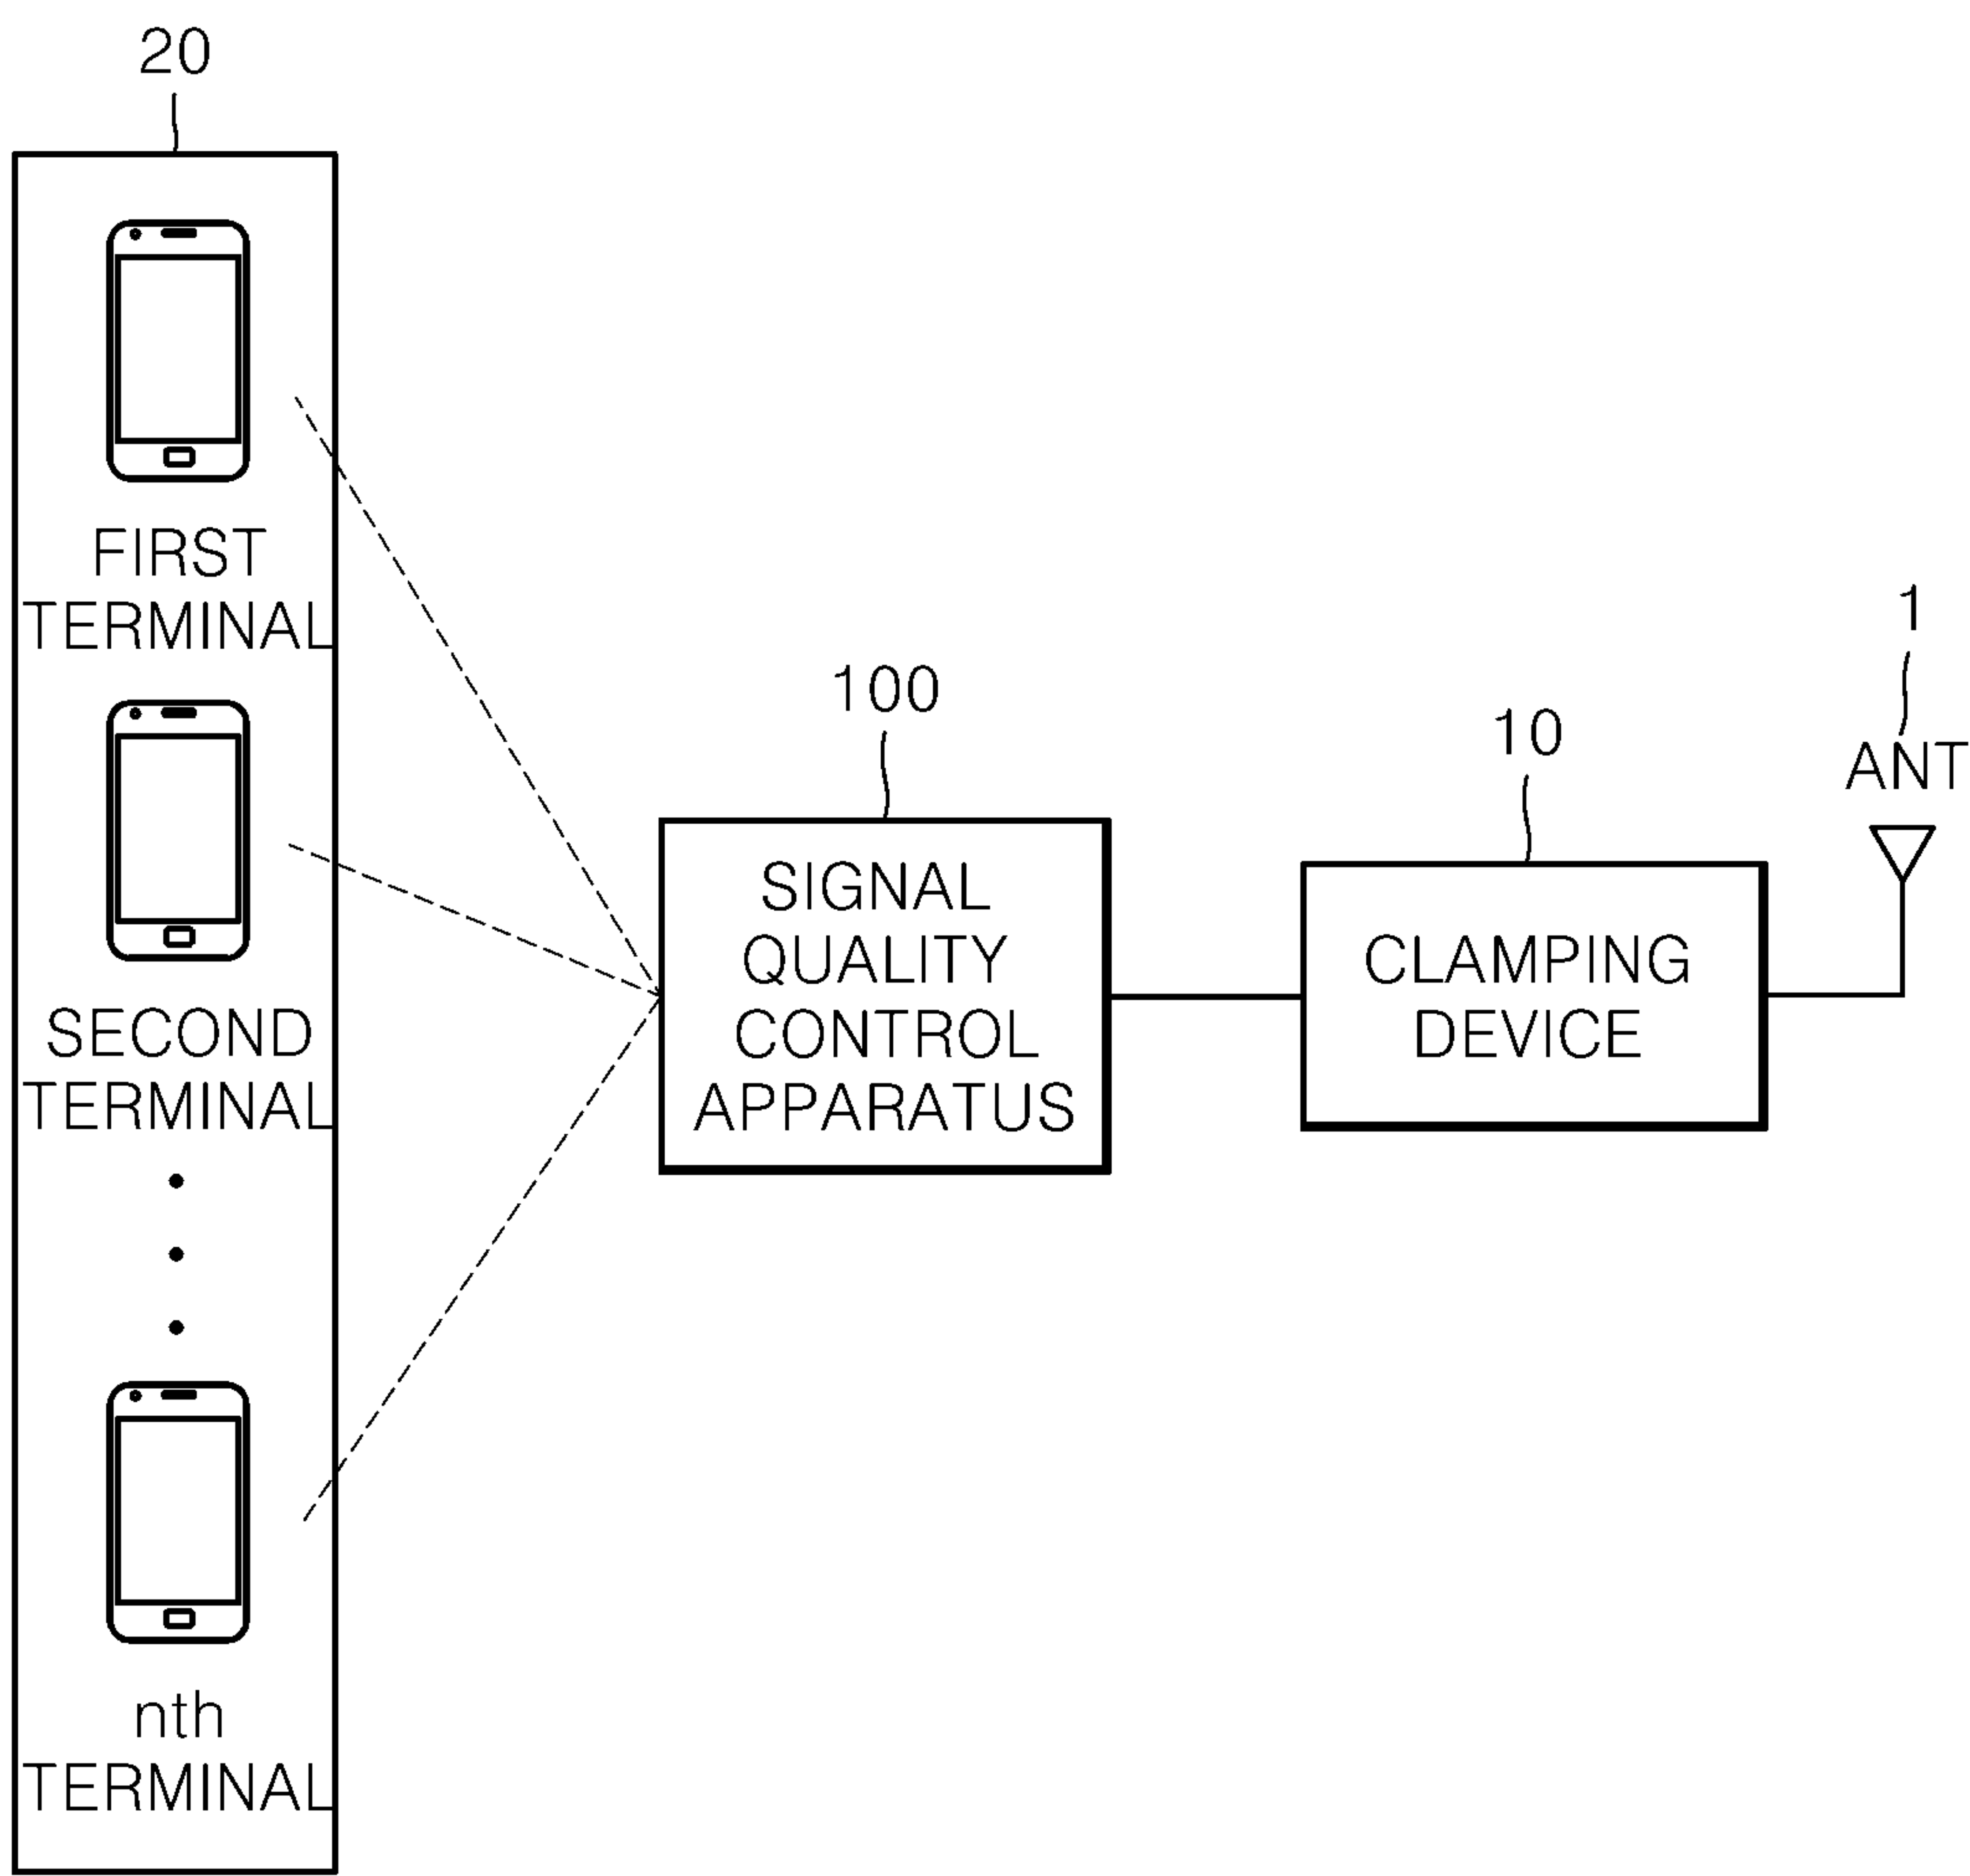 20
FIRST
TERMINAL
SECOND
TERMINAL
nth
TERMINAL
100
SIGNAL
QUALITY
CONTROL
APPARATUS
10
CLAMPING
DEVICE
1
ANT